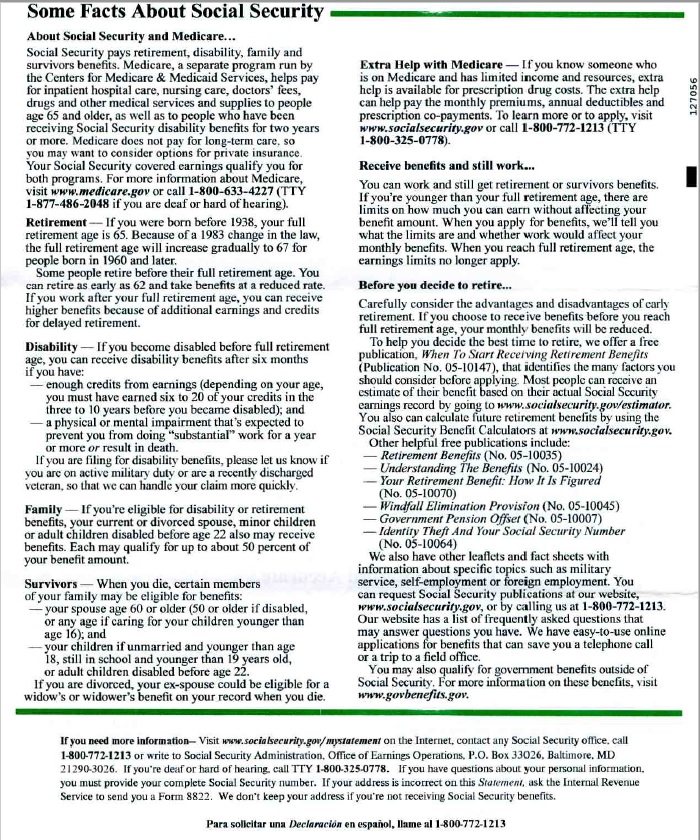 Some Facts About Social Security
About Social Security and Medicare...
Social Security pays retirement, disability, family and
survivors benefits. Medicare, a separate program run by
the Centers for Medicare & Medicaid Services, helps pay
for inpatient hospital care, nursing care, doctors' fees,
drugs and other medical services and supplies to people
age 65 and older, as well as to people who have been
receiving Social Security disability benefits for two years
or more. Medicare does not pay for long-term care, so
you may want to consider options for private insurance.
Your Social Security covered earnings qualify you for
both programs. For more information about Medicare,
visit www.medicare.gov or call 1-800-633-4227 (TTY
1-877-486-2048 if you are deaf or hard of hearing).
Retirement — If you were born before 1938, your full
retirement age is 65. Because of a 1983 change in the law,
the full retirement age will increase gradually to 67 for
people born in 1960 and later.
Some people retire before their full retirement age. You
can retire as early as 62 and take benefits at a reduced rate.
If you work after your full retirement age, you can receive
higher benefits because of additional earnings and credits
for delayed retirement.
Disability — If you become disabled before full retirement
age, you can receive disability benefits after six months
if you have:
— enough credits from earnings (depending on your age,
you must have earned six to 20 of your credits in the
three to 10 years before you became disabled); and
— a physical or mental impairment that's expected to
prevent you from doing "substantial" work for a year
or more or result in death.
If you are filing for disability benefits, please let us know if
you are on active military duty or are a recently discharged
veteran, so that we can handle your claim more quickly.
Family — If you're eligible for disability or retirement
benefits, your current or divorced spouse, minor children
or adult children disabled before age 22 also may receive
benefits. Each may qualify for up to about 50 percent of
your benefit amount.
Survivors — When you die, certain members
of your family may be eligible for benefits:
— your spouse age 60 or older (50 or older if disabled,
or any age if caring for your children younger than
age 16); and
— your children if unmarried and younger than age
18, still in school and younger than 19 years old,
or adult children disabled before age 22.
If you are divorced, your ex-spouse could be eligible for a
widow's or widower's benefit on your record when you die.
Extra Help with Medicare — If you know someone who
is on Medicare and has limited income and resources, extra
help is available for prescription drug costs. The extra help
can help pay the monthly premiums, annual deductibles and
prescription co-payments. To learn more or to apply, visit
www.socialsecurity.gov or call 1-800-772-1213 (TTY
1-800-325-0778).
Receive benefits and still work...
You can work and still get retirement or survivors benefits.
If you're younger than your full retirement age, there are
limits on how much you can earn without affecting your
benefit amount. When you apply for benefits, we'll tell you
what the limits are and whether work would affect your
monthly benefits. When you reach full retirement age, the
earnings limits no longer apply.
Before you decide to retire...
Carefully consider the advantages and disadvantages of early
retirement. If you choose to receive benefits before you reach
full retirement age, your monthly benefits will be reduced.
To help you decide the best time to retire, we offer a free
publication, When To Start Receiving Retirement Benefits
(Publication No. 05-10147), that identifies the many factors you
should consider before applying. Most people can receive an
estimate of their benefit based on their actual Social Security
earnings record by going to www.socialsecurity.gov/estimator.
You also can calculate future retirement benefits by using the
Social Security Benefit Calculators at www.socialsecurity.gov.
Other helpful free publications include:
— Retirement Benefits (No. 05-10035)
— Understanding The Benefits (No. 05-10024)
— Your Retirement Benefit: How It Is Figured
(No. 05-10070)
— Windfall Elimination Provision (No. 05-10045)
— Government Pension Offset (No. 05-10007)
— Identity Theft And Your Social Security Number
(No. 05-10064)
We also have other leaflets and fact sheets with
information about specific topics such as military
service, self-employment or foreign employment. You
can request Social Security publications at our website,
www.socialsecurity.gov, or by calling us at 1-800-772-1213.
Our website has a list of frequently asked questions that
may answer questions you have. We have easy-to-use online
applications for benefits that can save you a telephone call
or a trip to a field office.
You may also qualify for government benefits outside of
Social Security. For more information on these benefits, visit
www.govbenefits.gov.
127056
If you need more information– Visit www.socialsecurity.gov/mystatement on the Internet, contact any Social Security office, call
1-800-772-1213 or write to Social Security Administration, Office of Earnings Operations, P.O. Box 33026, Baltimore, MD
21290-3026. If you're deaf or hard of hearing, call TTY 1-800-325-0778. If you have questions about your personal information,
you must provide your complete Social Security number. If your address is incorrect on this Statement, ask the Internal Revenue
Service to send you a Form 8822. We don't keep your address if you're not receiving Social Security benefits.
Para solicitar una Declaración en español, llame al 1-800-772-1213